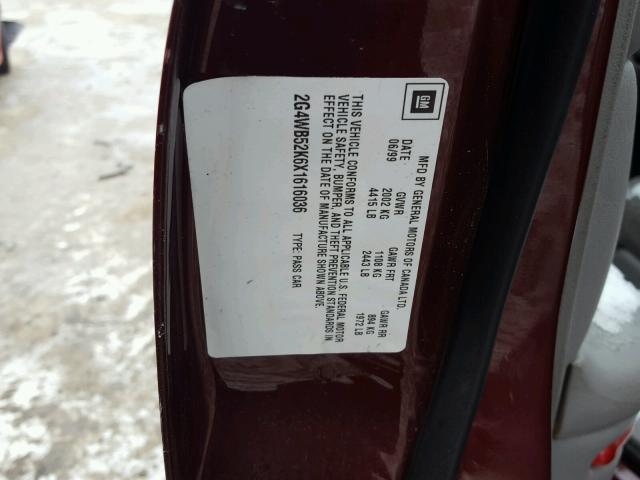 GM
MFD BY GENERAL MOTORS OF CANADA LTD.
DATE GVWR GAWR FRT GAWR RR
06/99 2002 KG 1108 KG 894 KG
4415 LB 2443 LB 1972 LB
THIS VEHICLE CONFORMS TO ALL APPLICABLE U.S. FEDERAL MOTOR
VEHICLE SAFETY, BUMPER, AND THEFT PREVENTION STANDARDS IN
EFFECT ON THE DATE OF MANUFACTURE SHOWN ABOVE.
2G4WB52K6X1616036 TYPE: PASS CAR